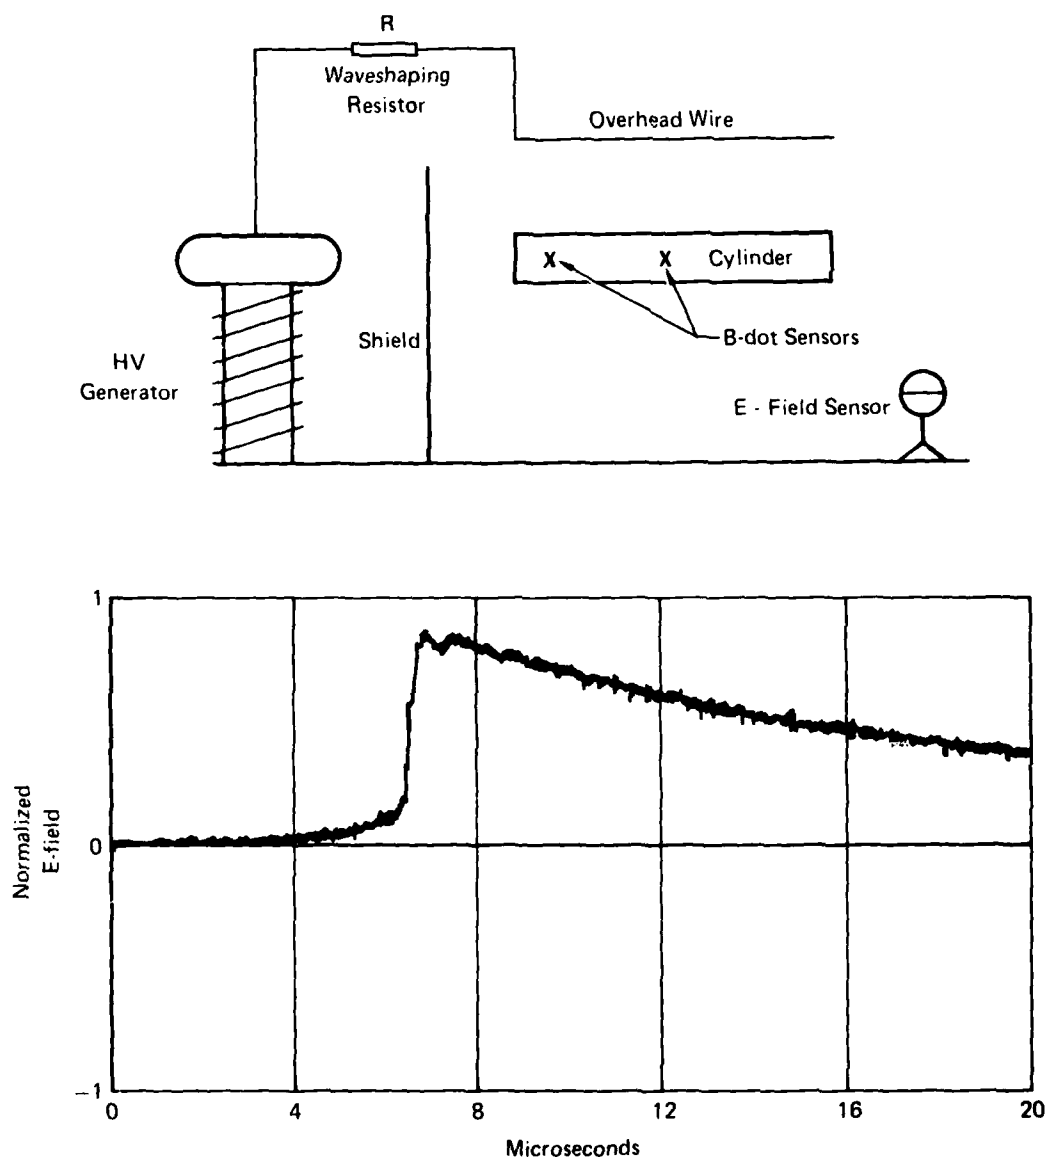 R
Waveshaping
Resistor
Overhead Wire
X
X
Cylinder
Shield
B-dot Sensors
HV
Generator
E - Field Sensor
1
0
-1
Normalized
E-field
0
4
8
12
16
20
Microseconds